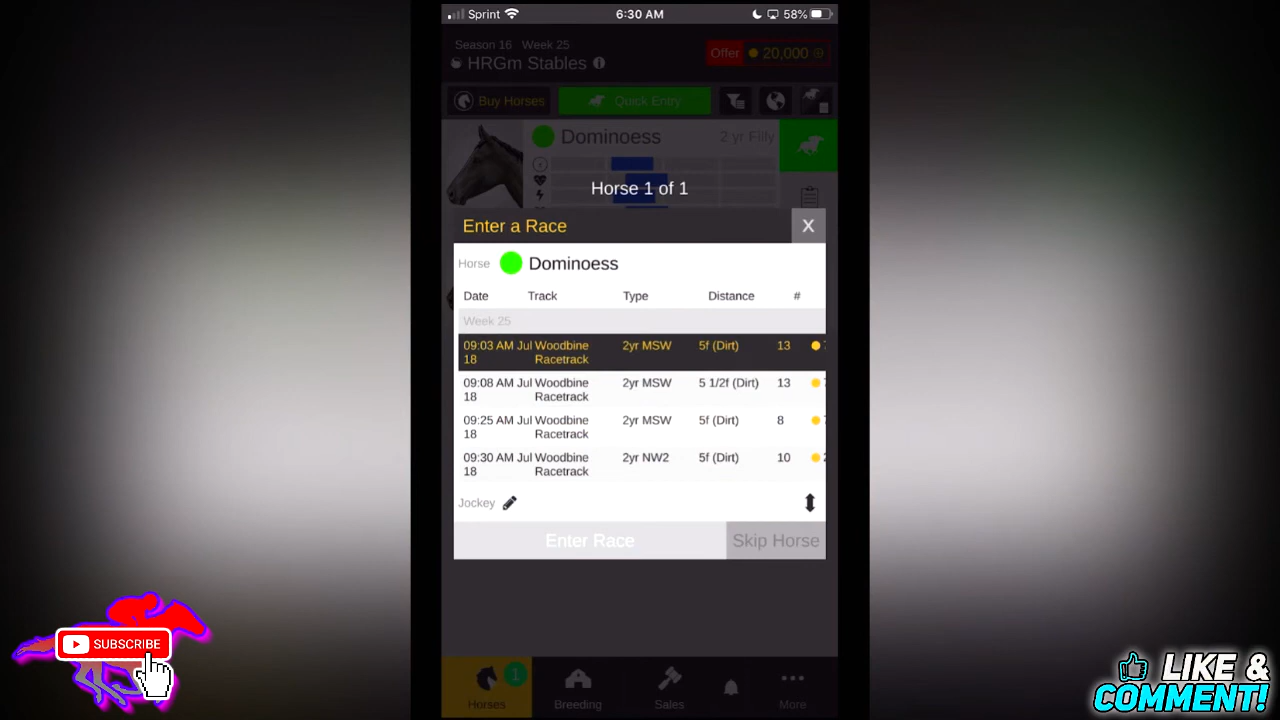 Sprint 6:30 AM 58%
Season 16 Week 25
HRGm Stables
Offer 20,000
Buy Horses Quick Entry
Dominoess 2 yr Filly
Horse 1 of 1
Enter a Race X
Horse Dominoess
Date Track Type Distance #
Week 25
09:03 AM Jul Woodbine 2yr MSW 5f (Dirt) 13
18 Racetrack
09:08 AM Jul Woodbine 2yr MSW 5 1/2f (Dirt) 13
18 Racetrack
09:25 AM Jul Woodbine 2yr MSW 5f (Dirt) 8
18 Racetrack
09:30 AM Jul Woodbine 2yr NW2 5f (Dirt) 10
18 Racetrack
Jockey
Enter Race Skip Horse
SUBSCRIBE
1
Horses Breeding Sales More
LIKE &
COMMENT!